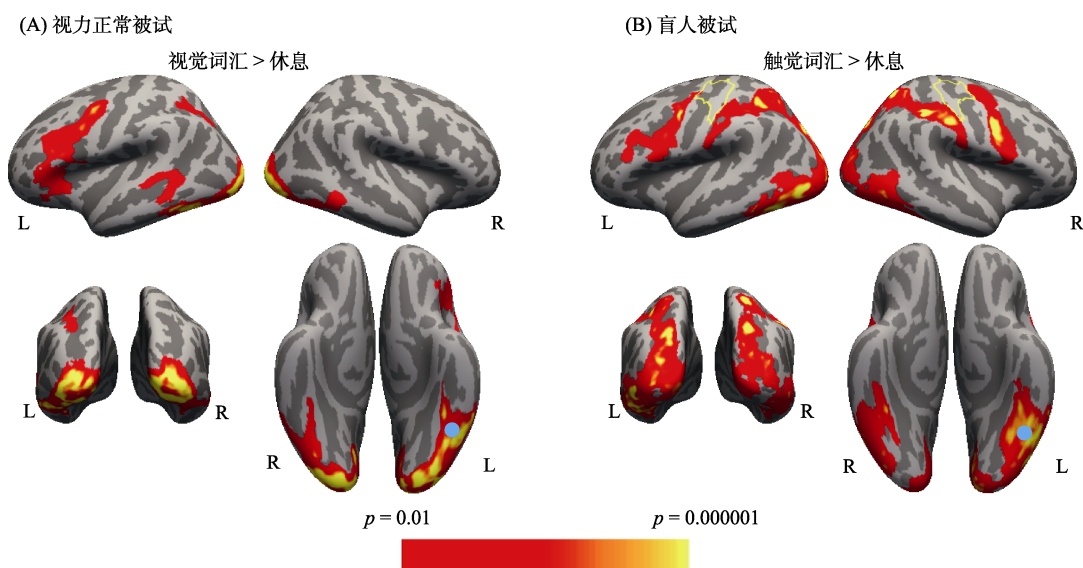 (A) 视力正常被试
(B) 盲人被试
视觉词汇 > 休息
触觉词汇 > 休息
L
R
L
R
L
R
R
L
L
R
R
L
p = 0.01
p = 0.000001